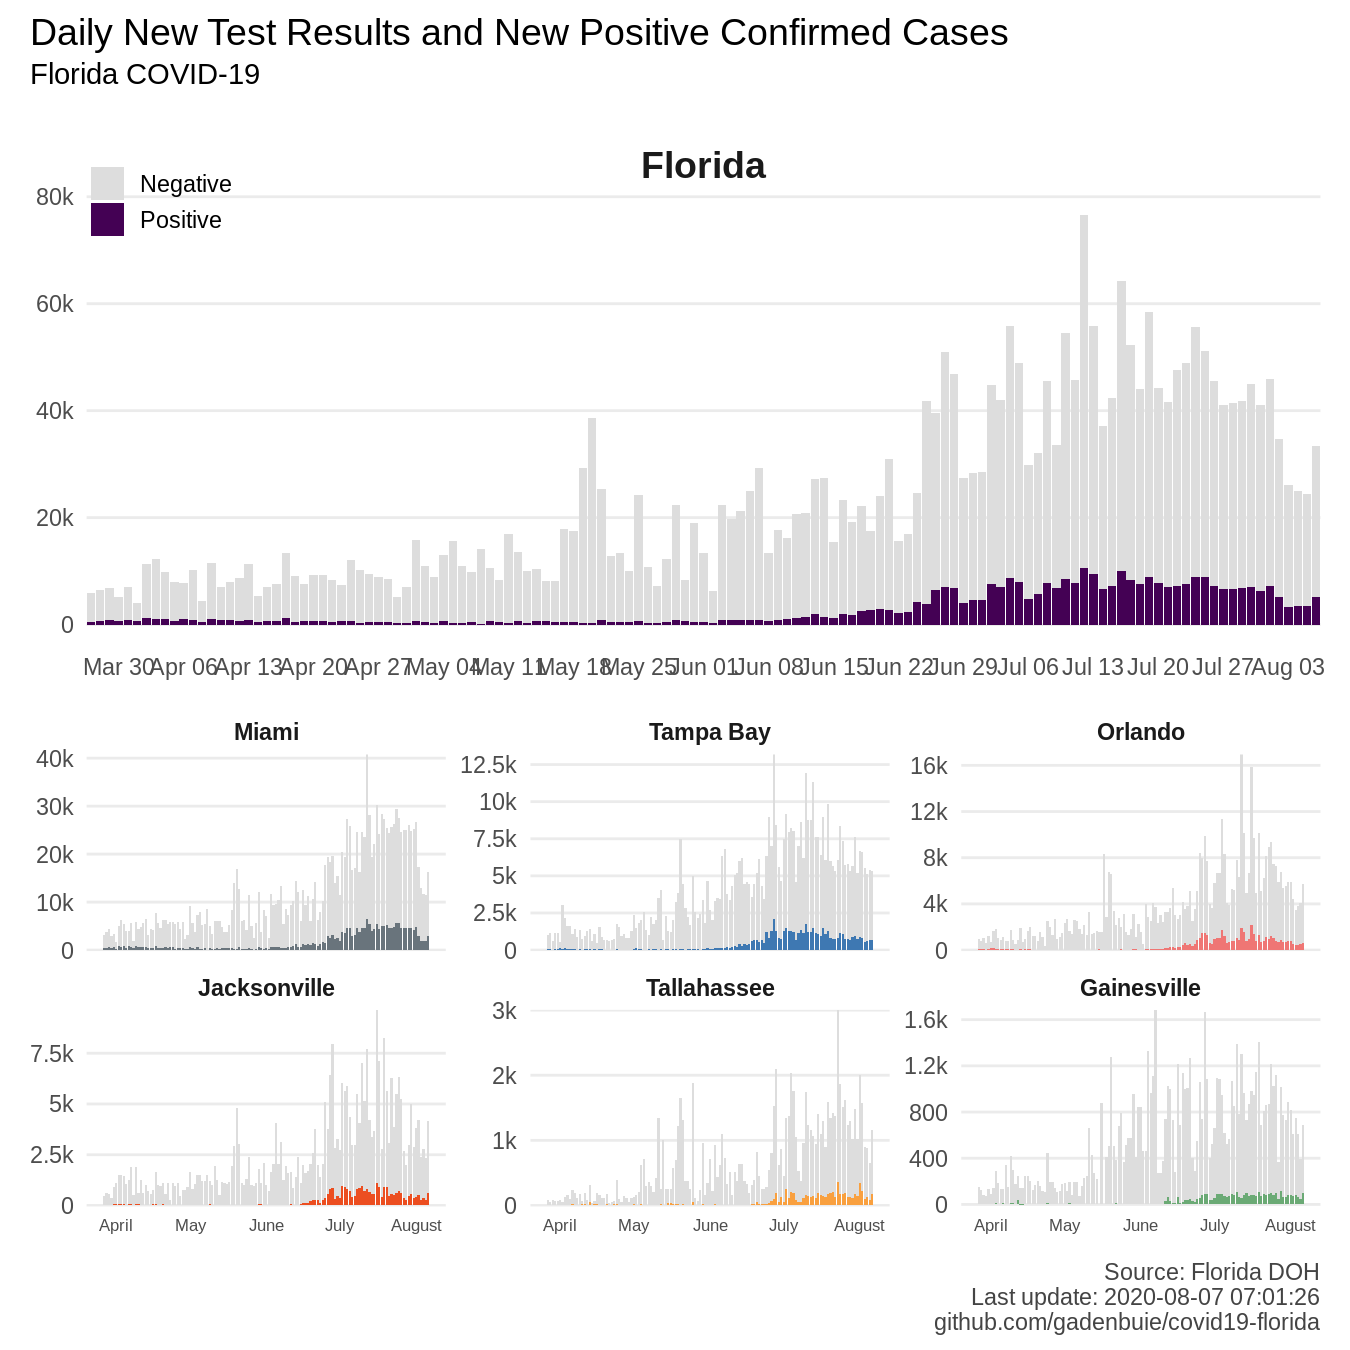 Daily New Test Results and New Positive Confirmed Cases
Florida COVID-19
Florida
Negative
Positive
80k
60k
40k
20k
0
Mar 30 Apr 06 Apr 13 Apr 20 Apr 27 May 04 May 11 May 18 May 25 Jun 01 Jun 08 Jun 15 Jun 22 Jun 29 Jul 06 Jul 13 Jul 20 Jul 27 Aug 03
Miami
40k
30k
20k
10k
0
Tampa Bay
12.5k
10k
7.5k
5k
2.5k
0
Orlando
16k
12k
8k
4k
0
Jacksonville
7.5k
5k
2.5k
0
April May June July August
Tallahassee
3k
2k
1k
0
April May June July August
Gainesville
1.6k
1.2k
800
400
0
April May June July August
Source: Florida DOH
Last update: 2020-08-07 07:01:26
github.com/gadenbuie/covid19-florida